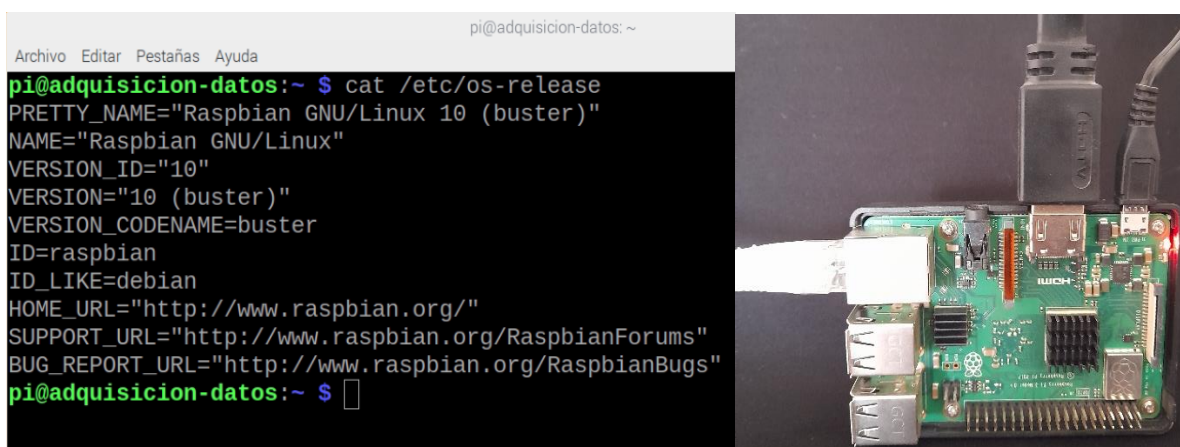 pi@adquisicion-datos: ~
Archivo Editar Pestañas Ayuda
pi@adquisicion-datos:~ $ cat /etc/os-release
PRETTY_NAME="Raspbian GNU/Linux 10 (buster)"
NAME="Raspbian GNU/Linux"
VERSION_ID="10"
VERSION="10 (buster)"
VERSION_CODENAME=buster
ID=raspbian
ID_LIKE=debian
HOME_URL="http://www.raspbian.org/"
SUPPORT_URL="http://www.raspbian.org/RaspbianForums"
BUG_REPORT_URL="http://www.raspbian.org/RaspbianBugs"
pi@adquisicion-datos:~ $
HDMI